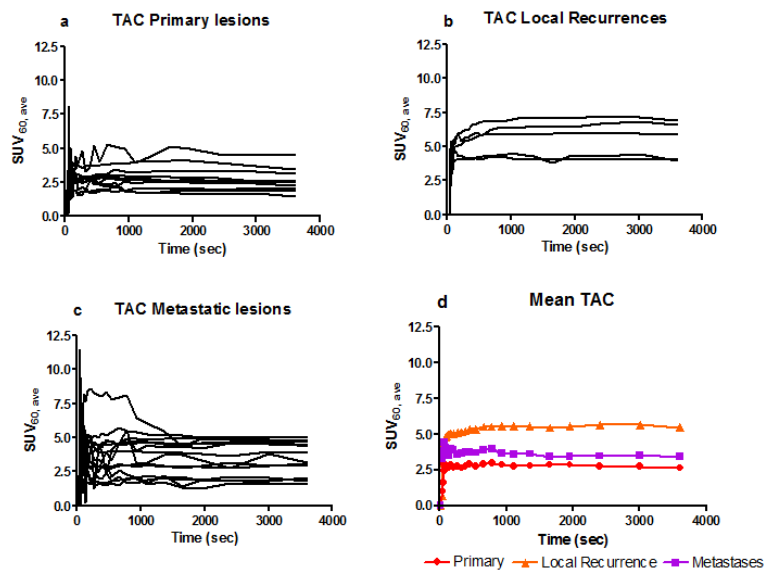 a TAC Primary lesions
12.5
10.0
7.5
5.0
2.5
0.0
SUV60, ave
0 1000 2000 3000 4000
Time (sec)
b TAC Local Recurrences
12.5
10.0
7.5
5.0
2.5
0.0
SUV60, ave
0 1000 2000 3000 4000
Time (sec)
c TAC Metastatic lesions
12.5
10.0
7.5
5.0
2.5
0.0
SUV60, ave
0 1000 2000 3000 4000
Time (sec)
d Mean TAC
12.5
10.0
7.5
5.0
2.5
0.0
SUV60, ave
0 1000 2000 3000 4000
Time (sec)
Primary Local Recurrence Metastases